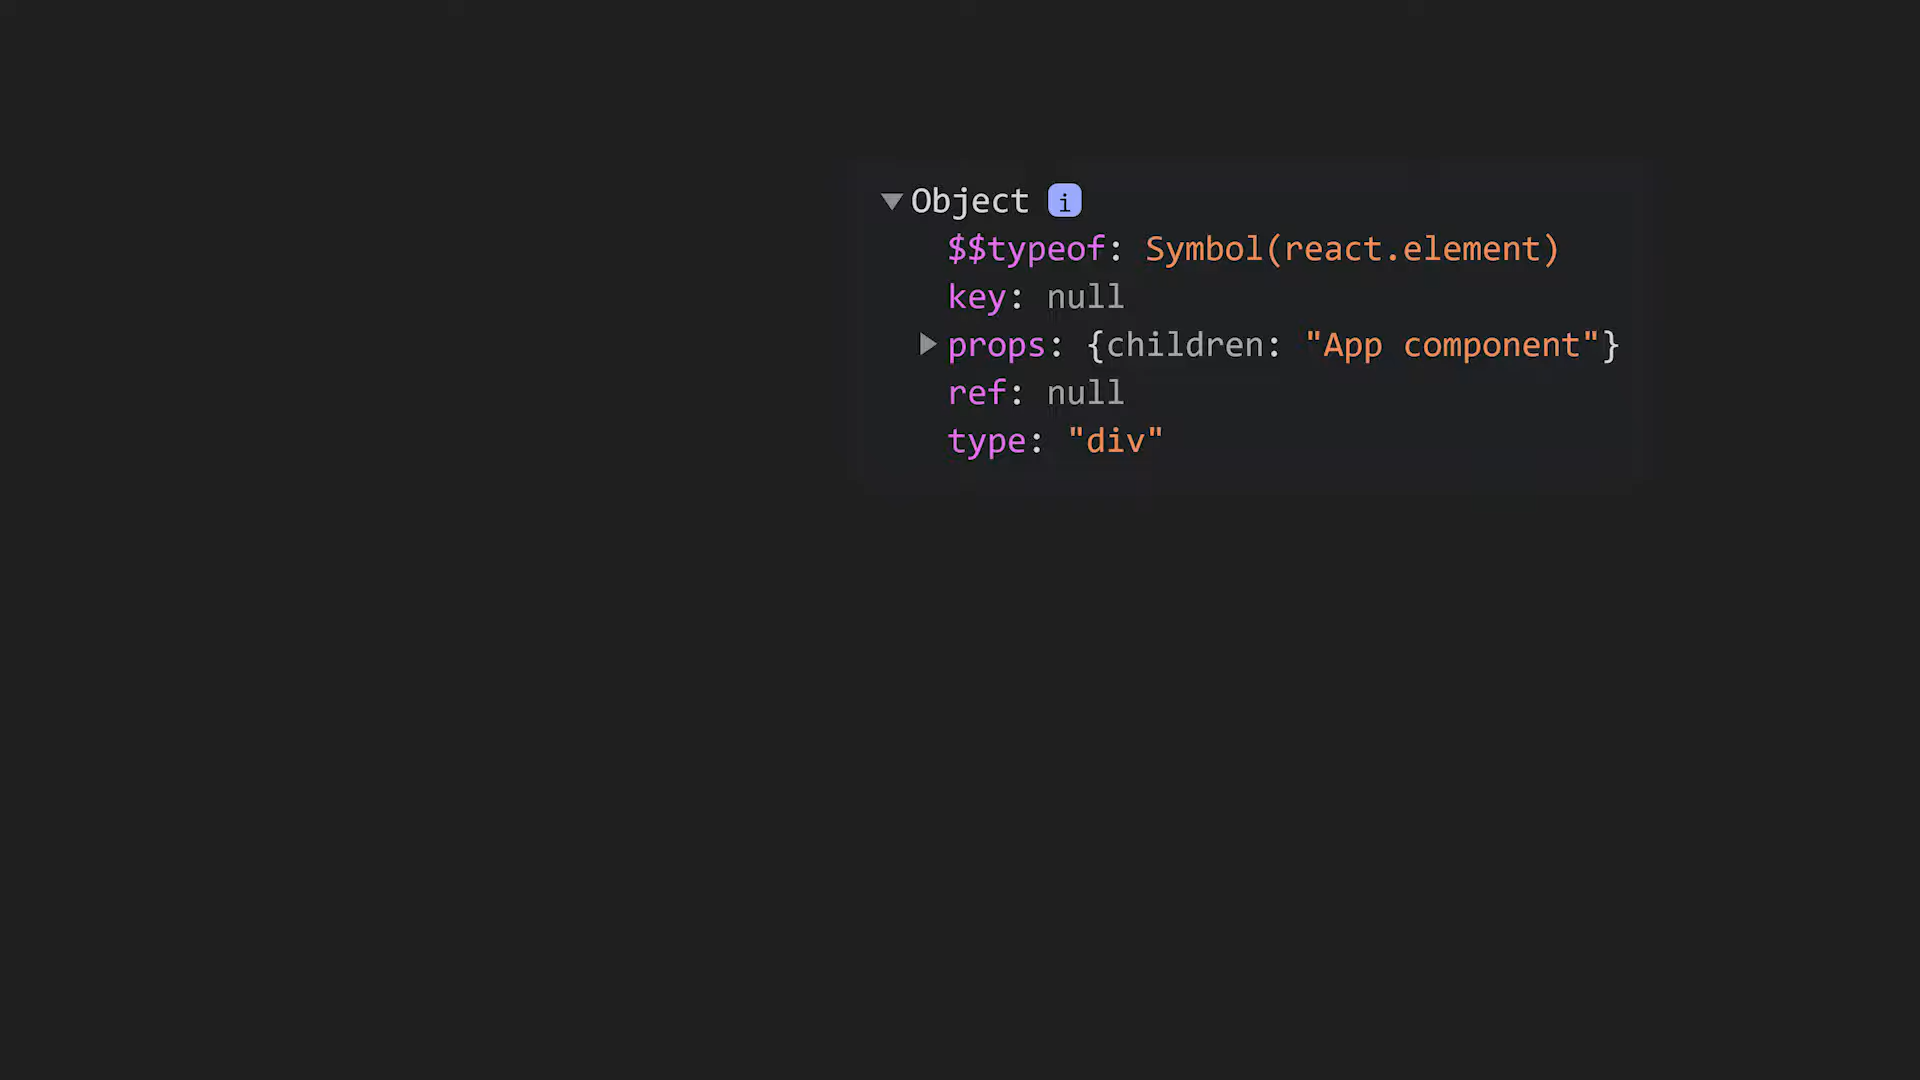 Object i
$$typeof: Symbol(react.element)
key: null
props: {children: "App component"}
ref: null
type: "div"